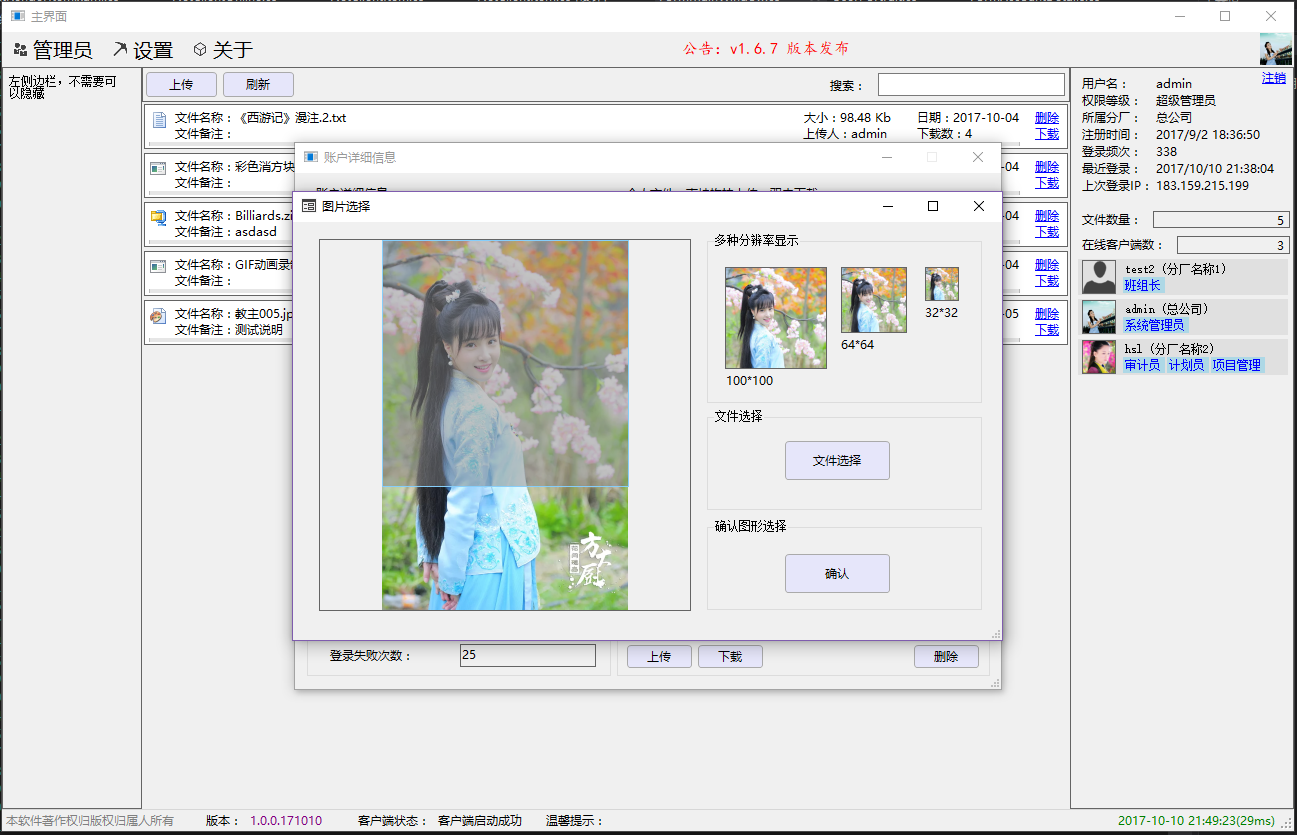 主界面
管理员 设置 关于
公告：v1.6.7 版本发布
左侧边栏，不需要可
以隐藏
上传 刷新 搜索：
文件名称：《西游记》漫注.2.txt 大小：98.48 Kb 日期：2017-10-04 删除
文件备注： 上传人：admin 下载数：4 下载
文件名称：彩色消方块 -04 删除
文件备注： 下载
文件名称：Billiards.zi -04 删除
文件备注：asdasd 下载
文件名称：GIF动画录 -04 删除
文件备注： 下载
文件名称：教主005.jp -05 删除
文件备注：测试说明 下载
账户详细信息
图片选择
多种分辨率显示
100*100
64*64
32*32
文件选择
文件选择
确认图形选择
确认
登录失败次数： 25
上传 下载 删除
注销
用户名： admin
权限等级： 超级管理员
所属分厂： 总公司
注册时间： 2017/9/2 18:36:50
登录频次： 338
最近登录： 2017/10/10 21:38:04
上次登录IP： 183.159.215.199
文件数量： 5
在线客户端数： 3
test2（分厂名称1）
班组长
admin（总公司）
系统管理员
hsl（分厂名称2）
审计员 计划员 项目管理
本软件著作权归版权归属人所有 版本： 1.0.0.171010 客户端状态： 客户端启动成功 温馨提示： 2017-10-10 21:49:23(29ms)